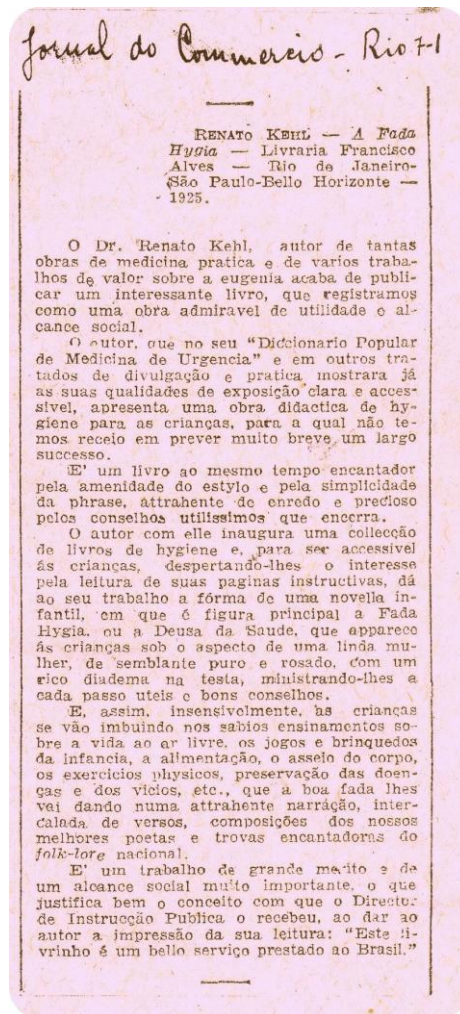 Jornal do Commercio - Rio 7-1
RENATO KEHL — A Fada
Hygia — Livraria Francisco
Alves — Rio de Janeiro-
São Paulo-Bello Horizonte —
1925.
O Dr. Renato Kehl, autor de tantas
obras de medicina pratica e de varios traba-
lhos de valor sobre a eugenia acaba de publi-
car um interessante livro, que registramos
como uma obra admiravel de utilidade e al-
cance social.
O autor, que no seu "Diccionario Popular
de Medicina de Urgencia" e em outros tra-
tados de divulgação e pratica mostrara já
as suas qualidades de exposição clara e acces-
sivel, apresenta uma obra didactica de hy-
giene para as crianças, para a qual não te-
mos receio em prever muito breve um largo
successo.
E' um livro ao mesmo tempo encantador
pela amenidade do estylo e pela simplicidade
da phrase, attrahente de enredo e precioso
pelos conselhos utilissimos que encerra.
O autor com elle inaugura uma collecção
de livros de hygiene e, para ser accessivel
ás crianças, despertando-lhes o interesse
pela leitura de suas paginas instructivas, dá
ao seu trabalho a fórma de uma novella in-
fantil, em que é figura principal a Fada
Hygia, ou a Deusa da Saude, que apparece
ás crianças sob o aspecto de uma linda mu-
lher, de semblante puro e rosado, com um
rico diadema na testa, ministrando-lhes a
cada passo uteis e bons conselhos.
E, assim, insensivelmente, as crianças
se vão imbuindo nos sabios ensinamentos so-
bre a vida ao ar livre, os jogos e brinquedos
da infancia, a alimentação, o asseio do corpo,
os exercicios physicos, preservação das doen-
ças e dos vicios, etc., que a boa fada lhes
vai dando numa attrahente narração, inter-
calada de versos, composições dos nossos
melhores poetas e trovas encantadoras do
folk-lore nacional.
E' um trabalho de grande merito e de
um alcance social muito importante, o que
justifica bem o conceito com que o Director
de Instrucção Publica o recebeu, ao dar ao
autor a impressão da sua leitura: "Este li-
vrinho é um bello serviço prestado ao Brasil."